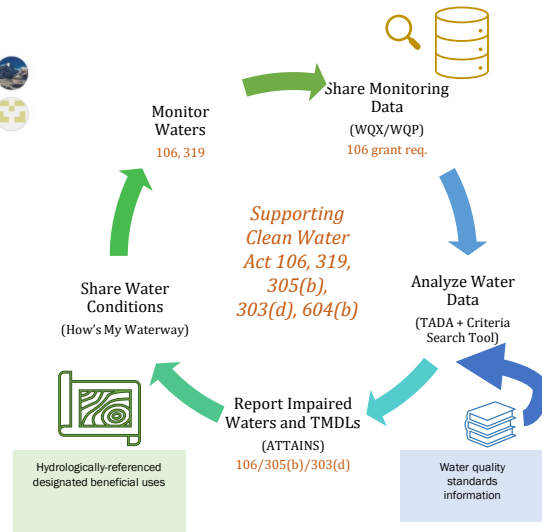 Share Monitoring
Data
(WQX/WQP)
106 grant req.
Monitor
Waters
106, 319
Supporting
Clean Water
Act 106, 319,
305(b),
303(d), 604(b)
Analyze Water
Data
(TADA + Criteria
Search Tool)
Share Water
Conditions
(How's My Waterway)
Report Impaired
Waters and TMDLs
(ATTAINS)
106/305(b)/303(d)
Hydrologically-referenced
designated beneficial uses
Water quality
standards
information